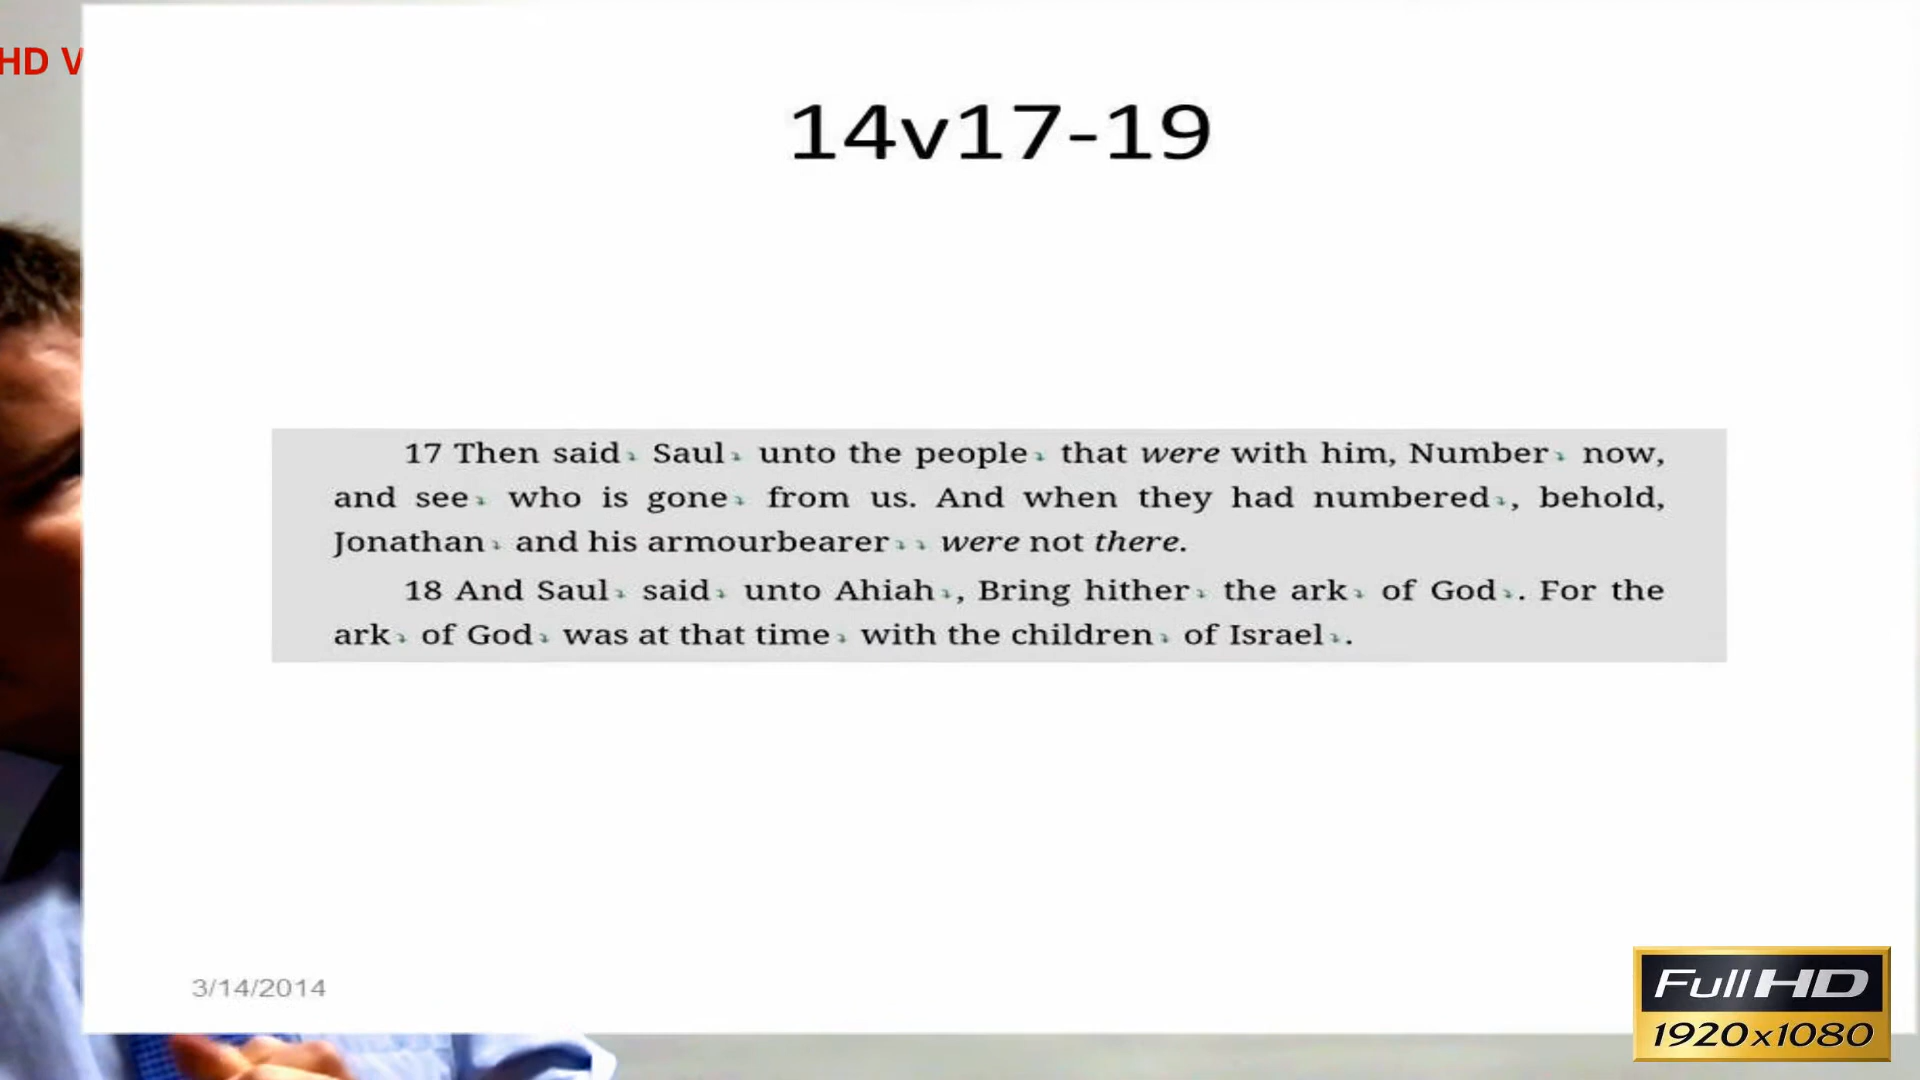 HD V
14v17-19
17 Then said Saul unto the people that were with him, Number now,
and see who is gone from us. And when they had numbered, behold,
Jonathan and his armourbearer were not there.
18 And Saul said unto Ahiah, Bring hither the ark of God. For the
ark of God was at that time with the children of Israel.
3/14/2014
Full HD
1920x1080